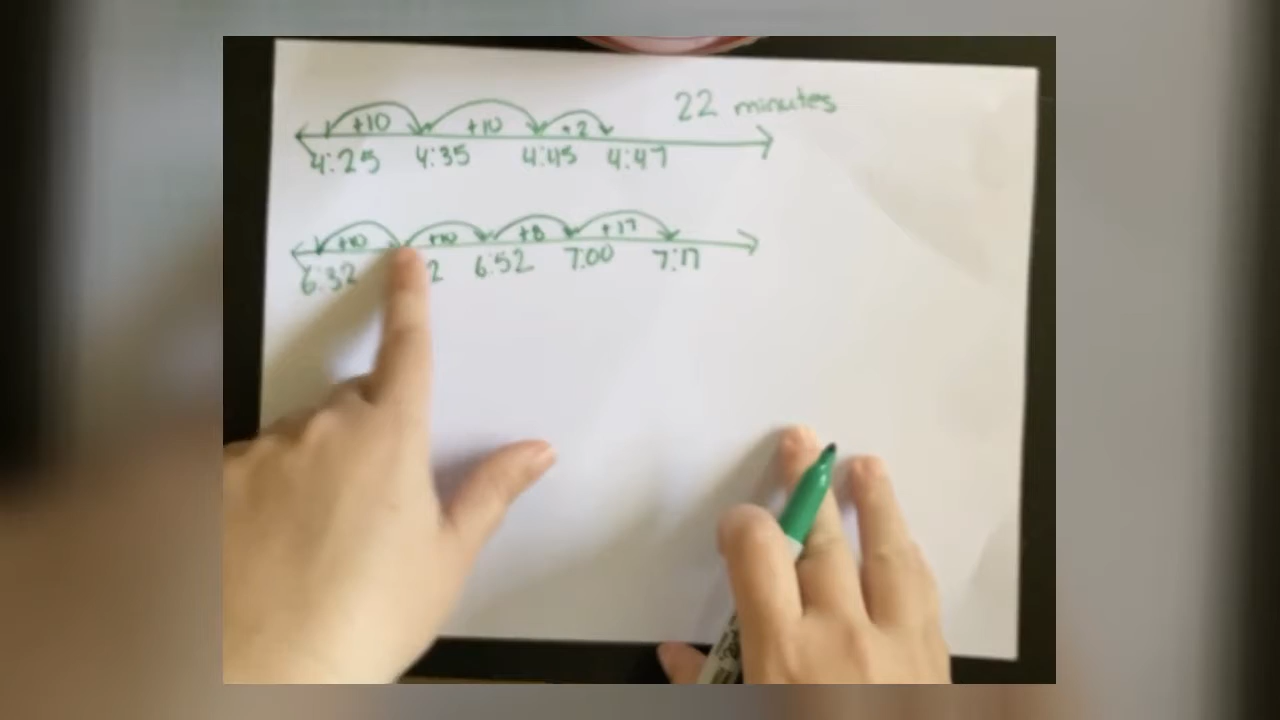 22 minutes
+10 +10 +2
4:25 4:35 4:45 4:47
+10 +10 +8 +17
6:32 2 6:52 7:00 7:17